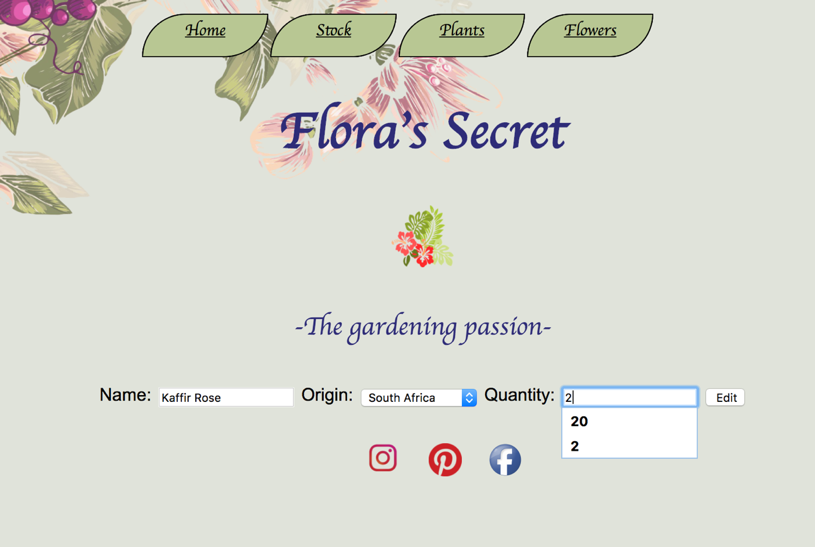 Home Stock Plants Flowers
Flora's Secret
-The gardening passion-
Name: Kaffir Rose Origin: South Africa Quantity: 2 Edit
20
2